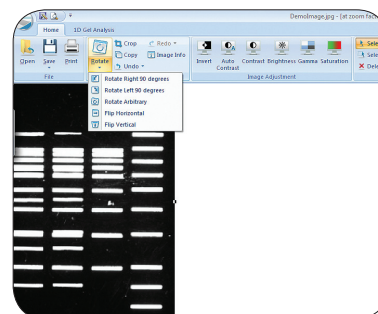 DemoImage.jpg - [at zoom fac
Home 1D Gel Analysis
Open Save Print Rotate Crop Redo Copy Image Info Undo
Invert Auto Contrast Contrast Brightness Gamma Saturation
Sele
Sele
Dele
File Image Adjustment
Rotate Right 90 degrees
Rotate Left 90 degrees
Rotate Arbitrary
Flip Horizontal
Flip Vertical